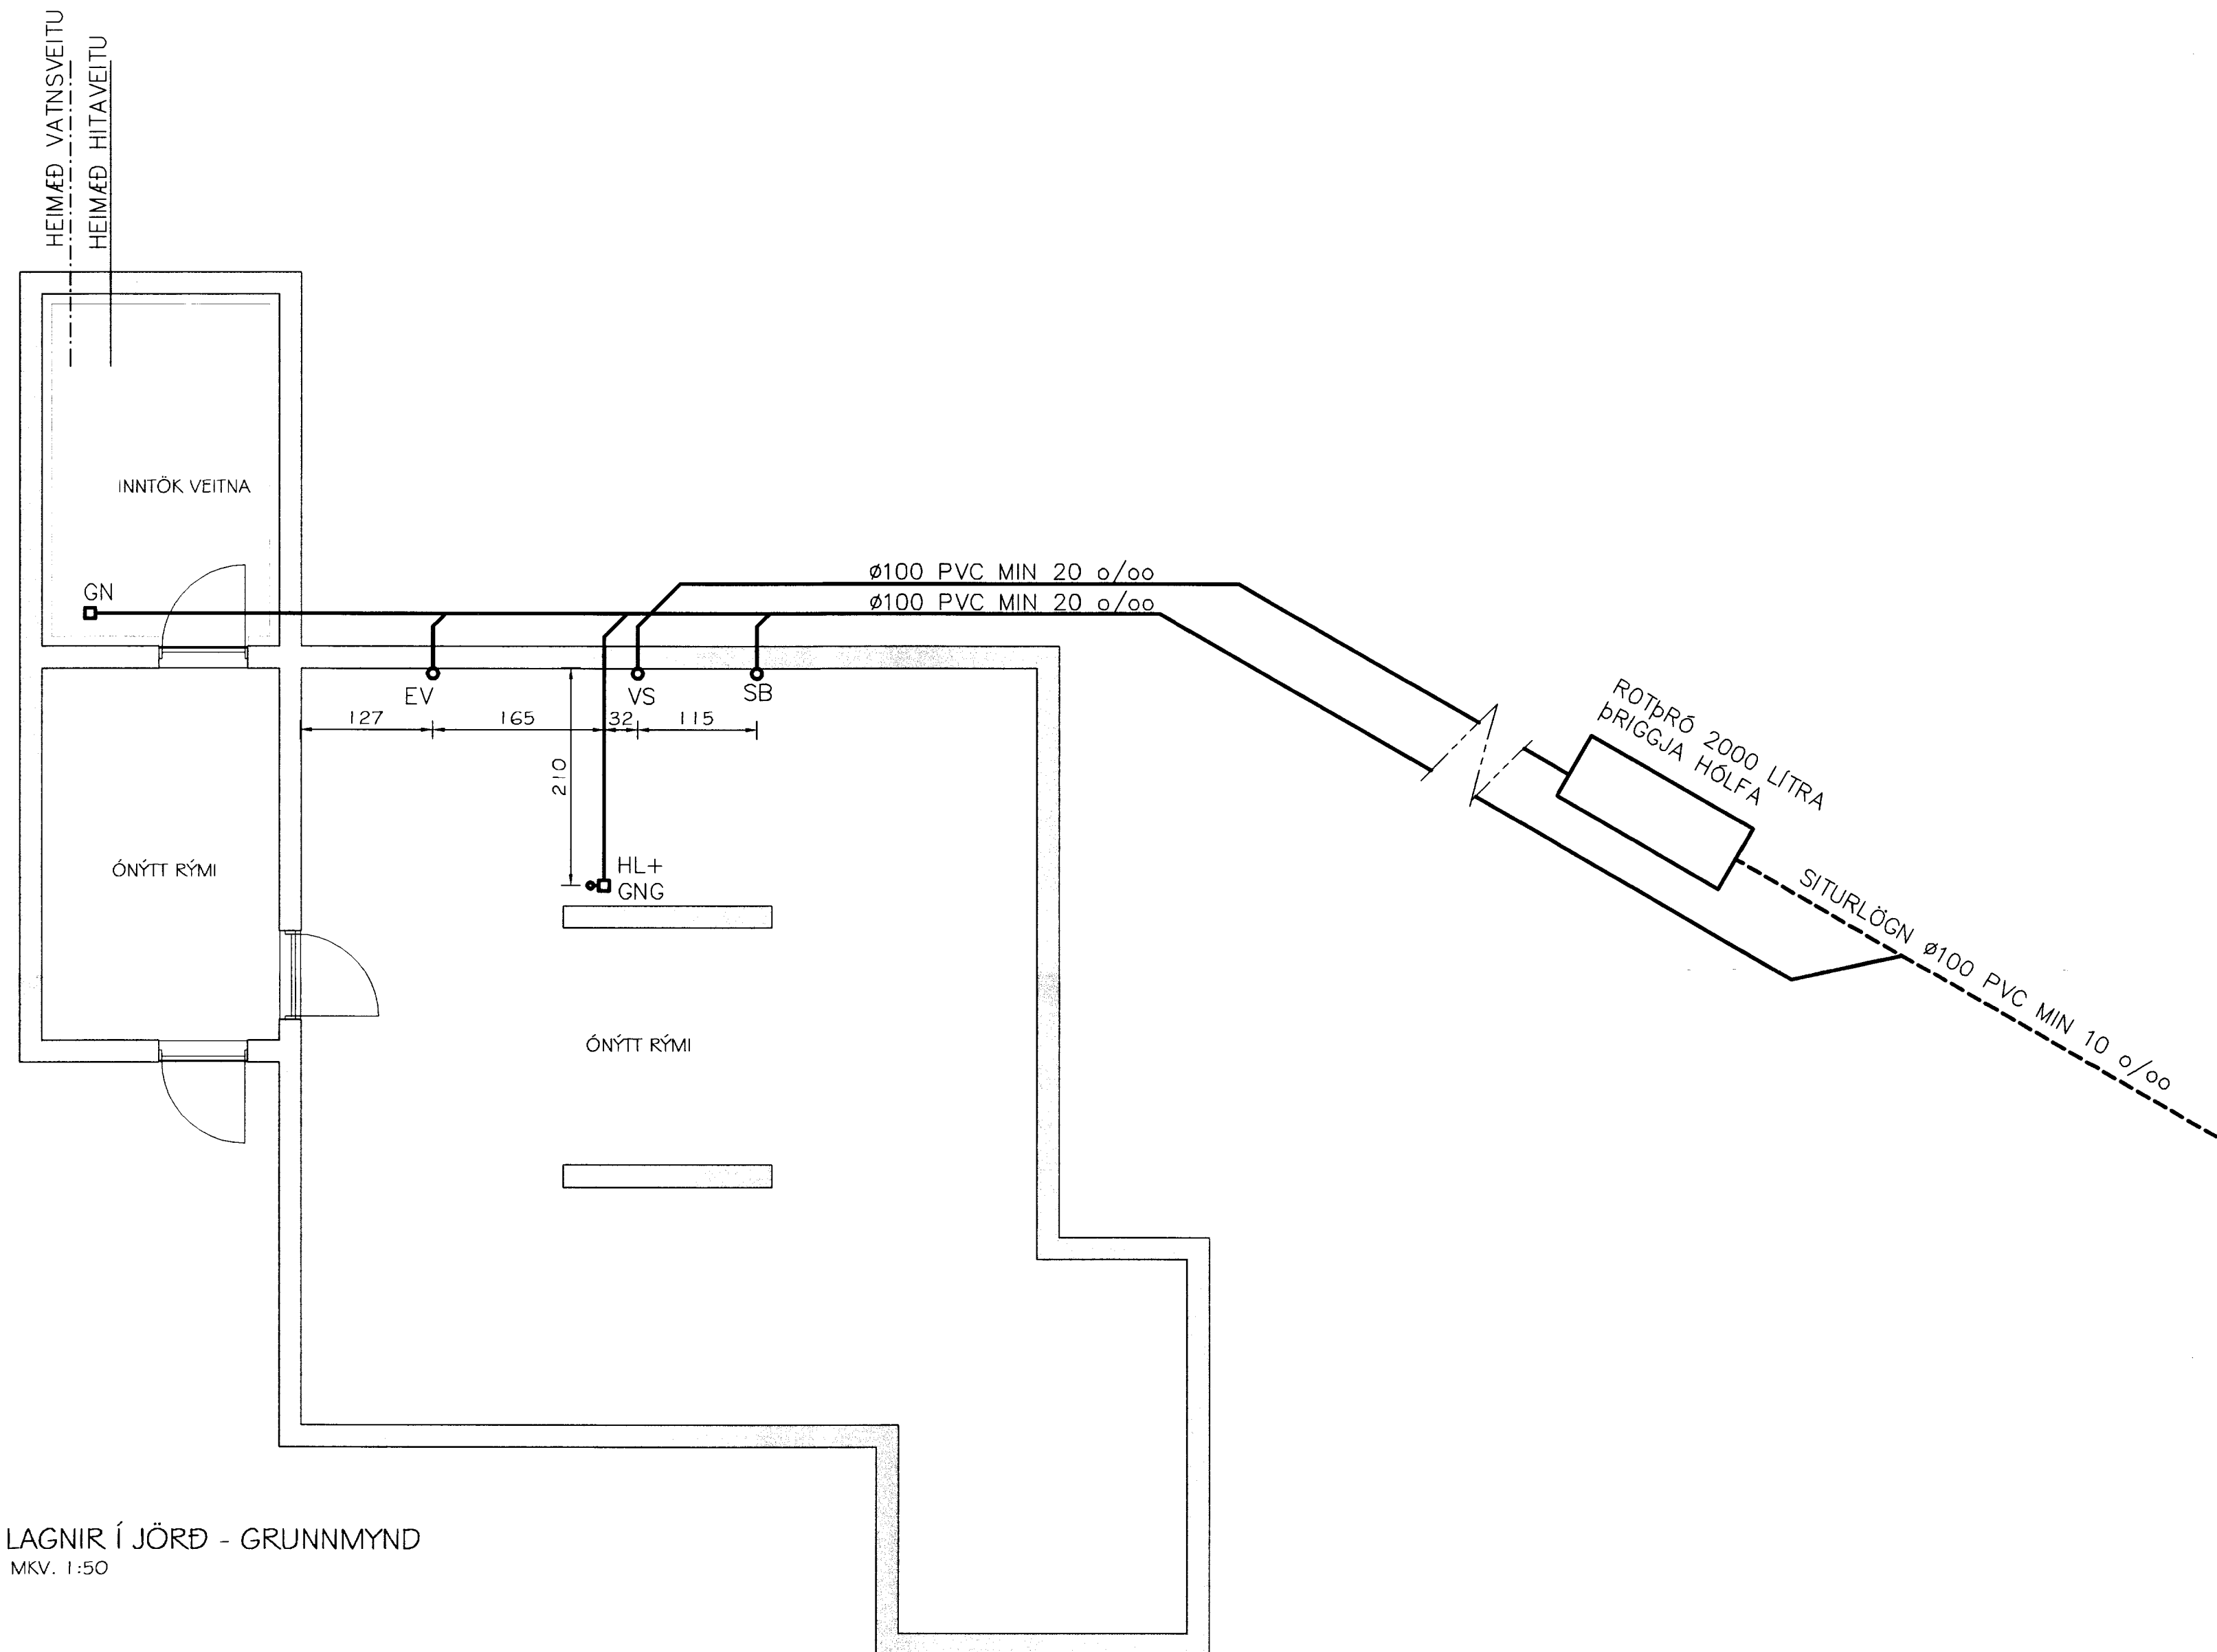 HEIMÆÐ VATNSVEITU
HEIMÆÐ HITAVEITU
INNTÖK VEITNA
GN
ø100 PVC MIN 20 o/oo
ø100 PVC MIN 20 o/oo
EV
VS
SB
127
165
32
115
210
HL+
GNG
ROTÞRÓ 2000 LÍTRA
ÞRIGGJA HÓLFA
SITURLÖGN ø100 PVC MIN 10 o/oo
ÓNÝTT RÝMI
ÓNÝTT RÝMI
LAGNIR Í JÖRÐ - GRUNNMYND
MKV. 1:50